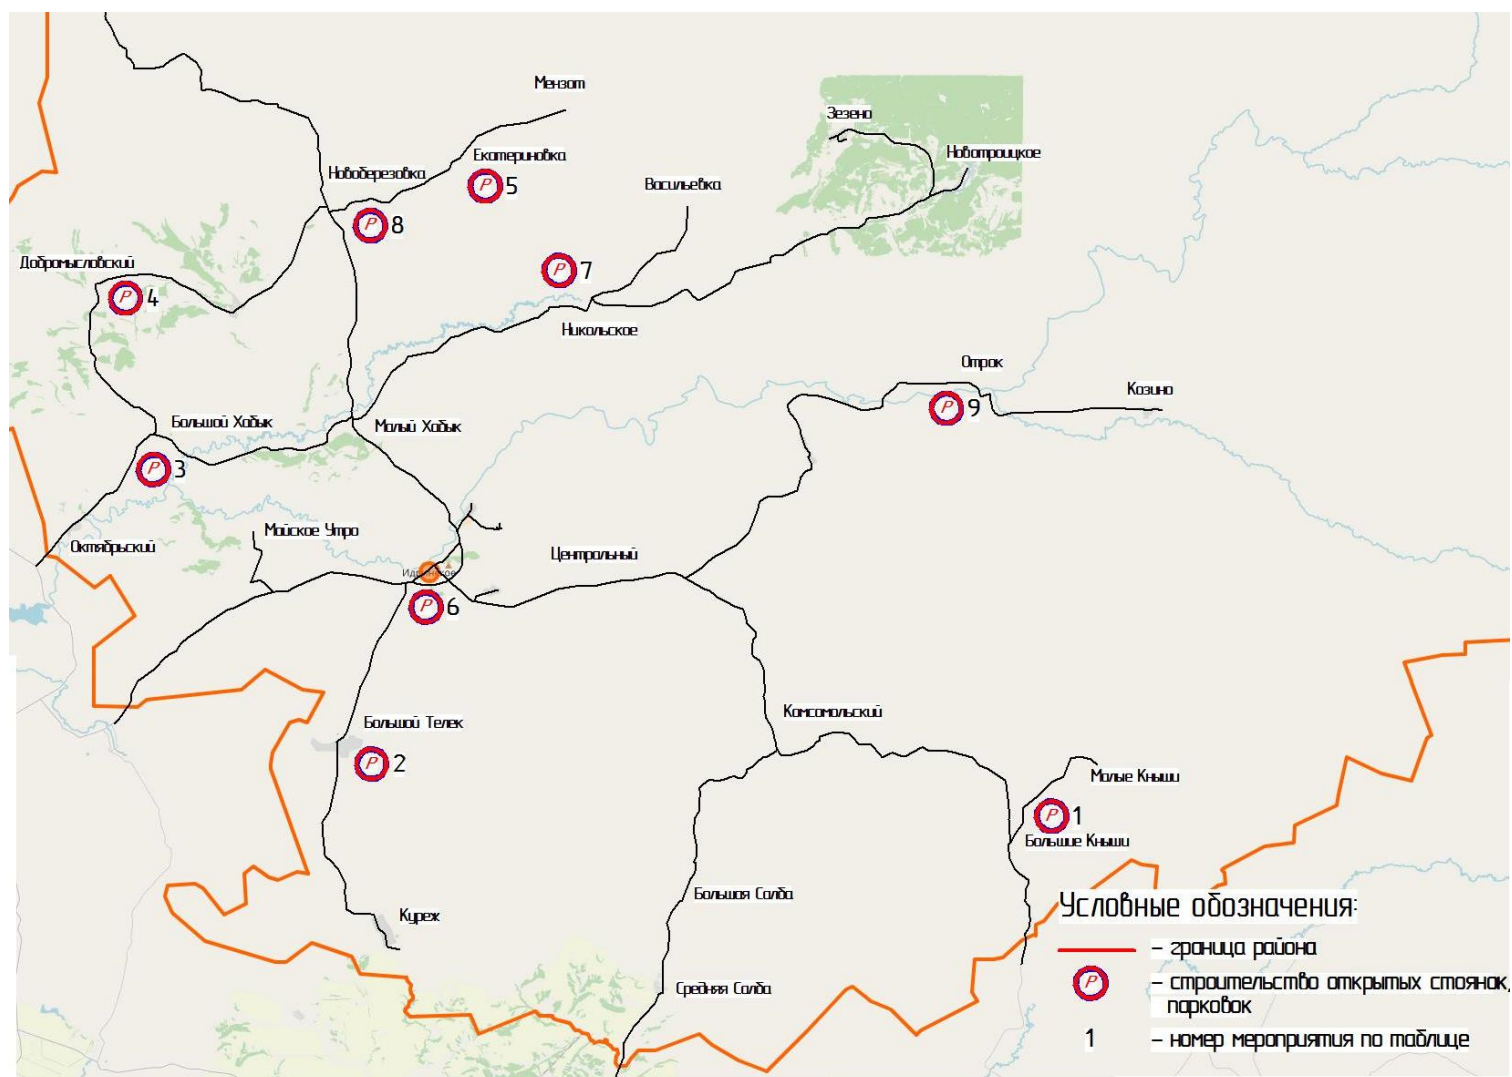 Мензот
Зезено
Екатериновка
Новотроицкое
Новоберезовка
Васильевка
P 5
P 8
Добромысловский
P 7
P 4
Никольское
Отрок
Козино
P 9
Большой Хабык
Малый Хабык
P 3
Майское Утро
Октябрьский
Центральный
P 6
Комсомольский
Большой Телек
P 2
Малые Кныши
P 1
Большие Кныши
Большая Салба
Куреж
Средняя Салба
Условные обозначения:
– граница района
P – строительство открытых стоянок,
парковок
1 – номер мероприятия по таблице